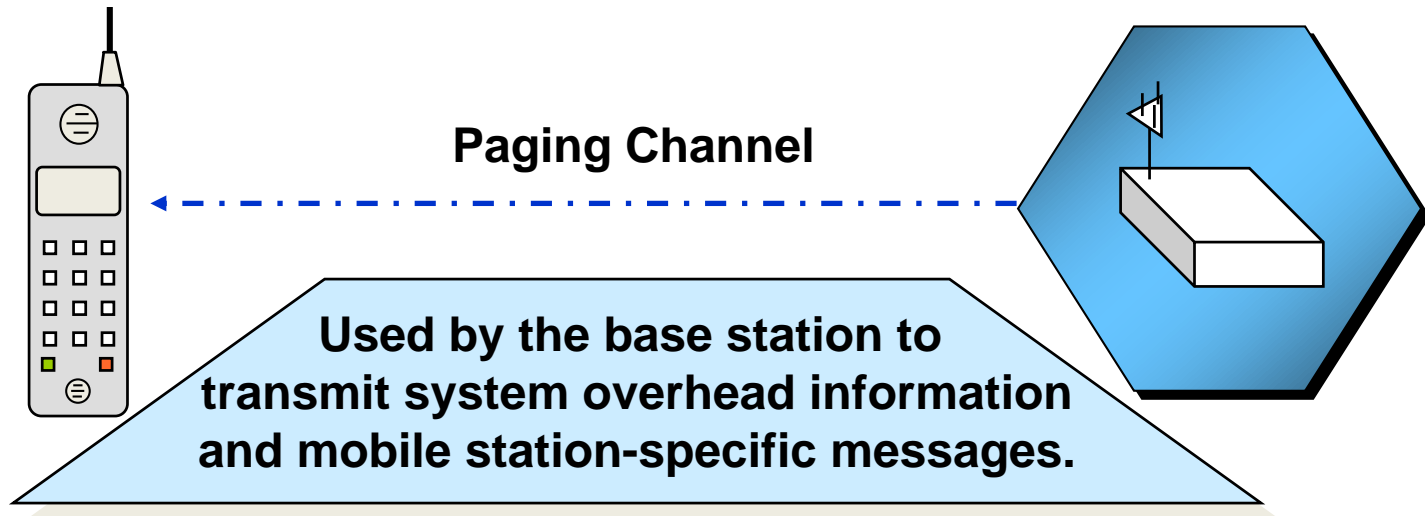 Paging Channel
Used by the base station to
transmit system overhead information
and mobile station-specific messages.